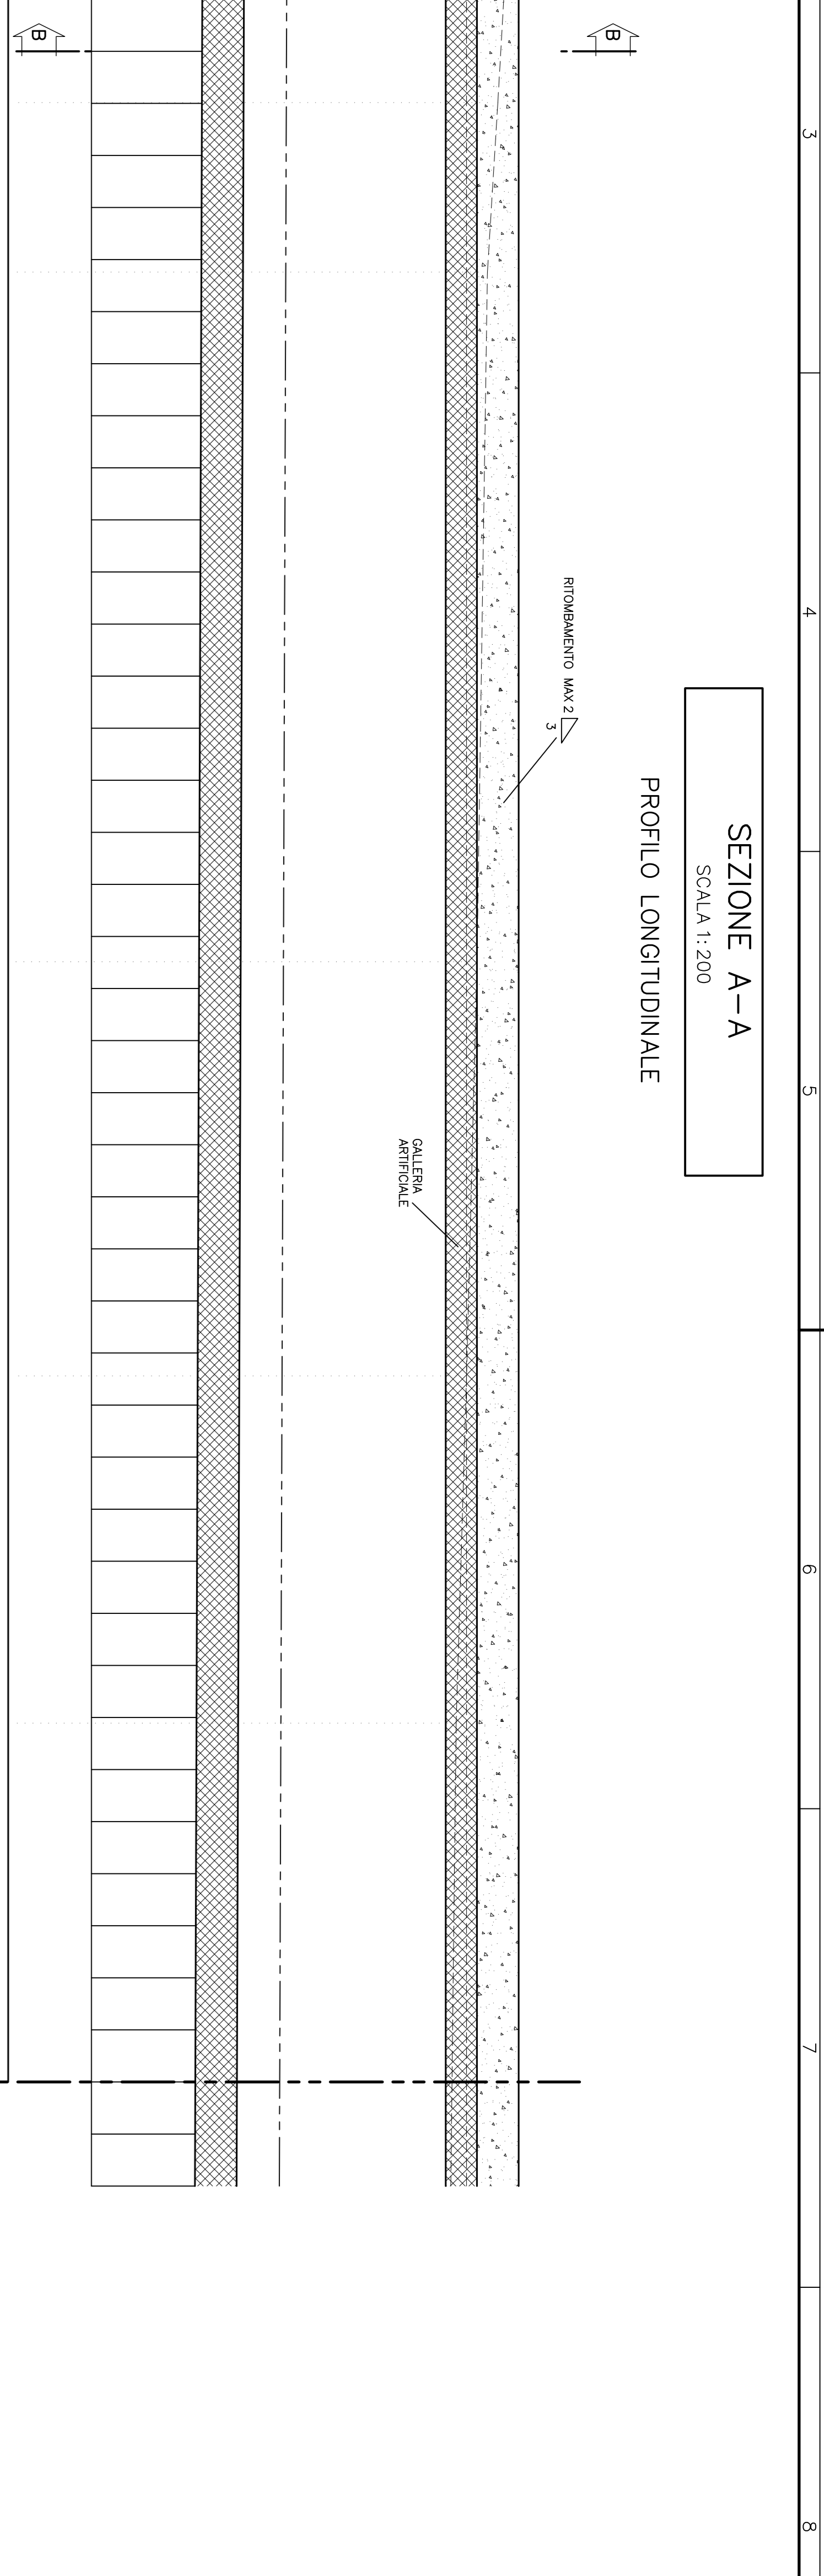 3
4
5
6
7
8
SEZIONE A-A
SCALA 1:200
PROFILO LONGITUDINALE
B
B
RITOMBAMENTO MAX 2
3
GALLERIA
ARTIFICIALE